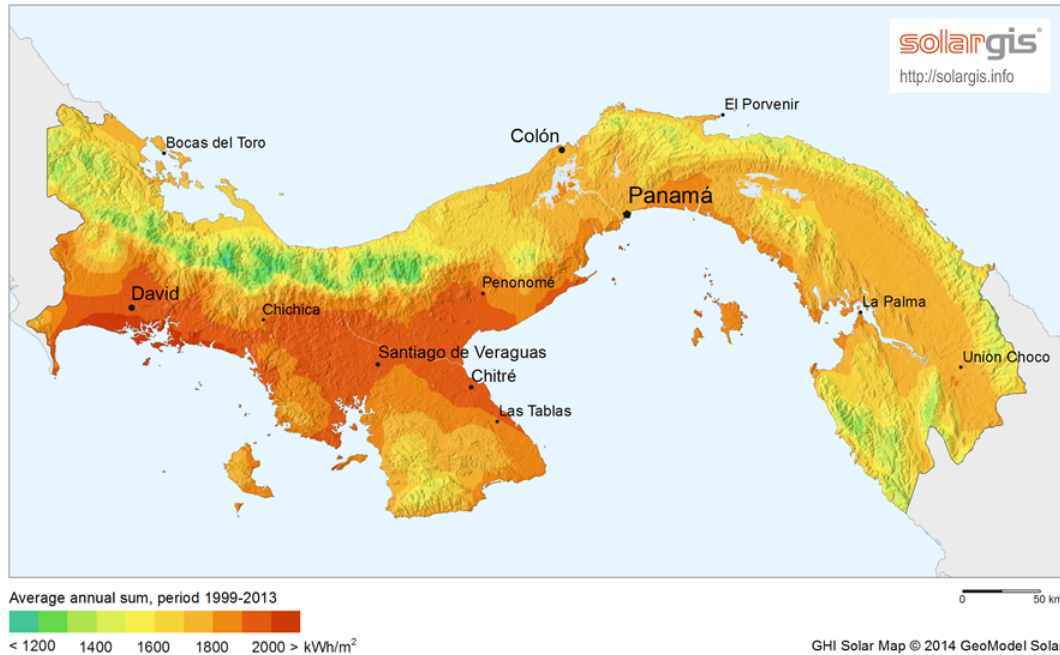 solargis
http://solargis.info
El Porvenir
Colón
Bocas del Toro
Panamá
Penonomé
David
Chichica
La Palma
Santiago de Veraguas
Unión Choco
Chitré
Las Tablas
Average annual sum, period 1999-2013
0 50 km
< 1200 1400 1600 1800 2000 > kWh/m²
GHI Solar Map © 2014 GeoModel Solar